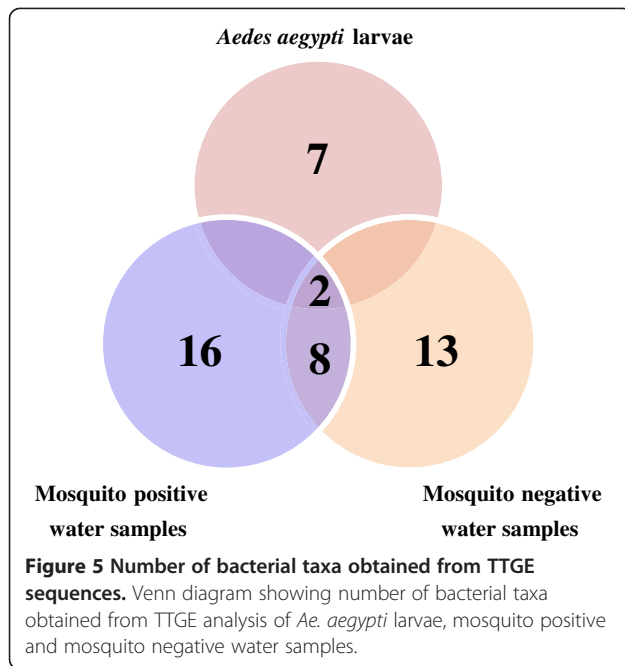 Aedes aegypti larvae
7
2
16
8
13
Mosquito positive
water samples
Mosquito negative
water samples
Figure 5 Number of bacterial taxa obtained from TTGE
sequences. Venn diagram showing number of bacterial taxa
obtained from TTGE analysis of Ae. aegypti larvae, mosquito positive
and mosquito negative water samples.